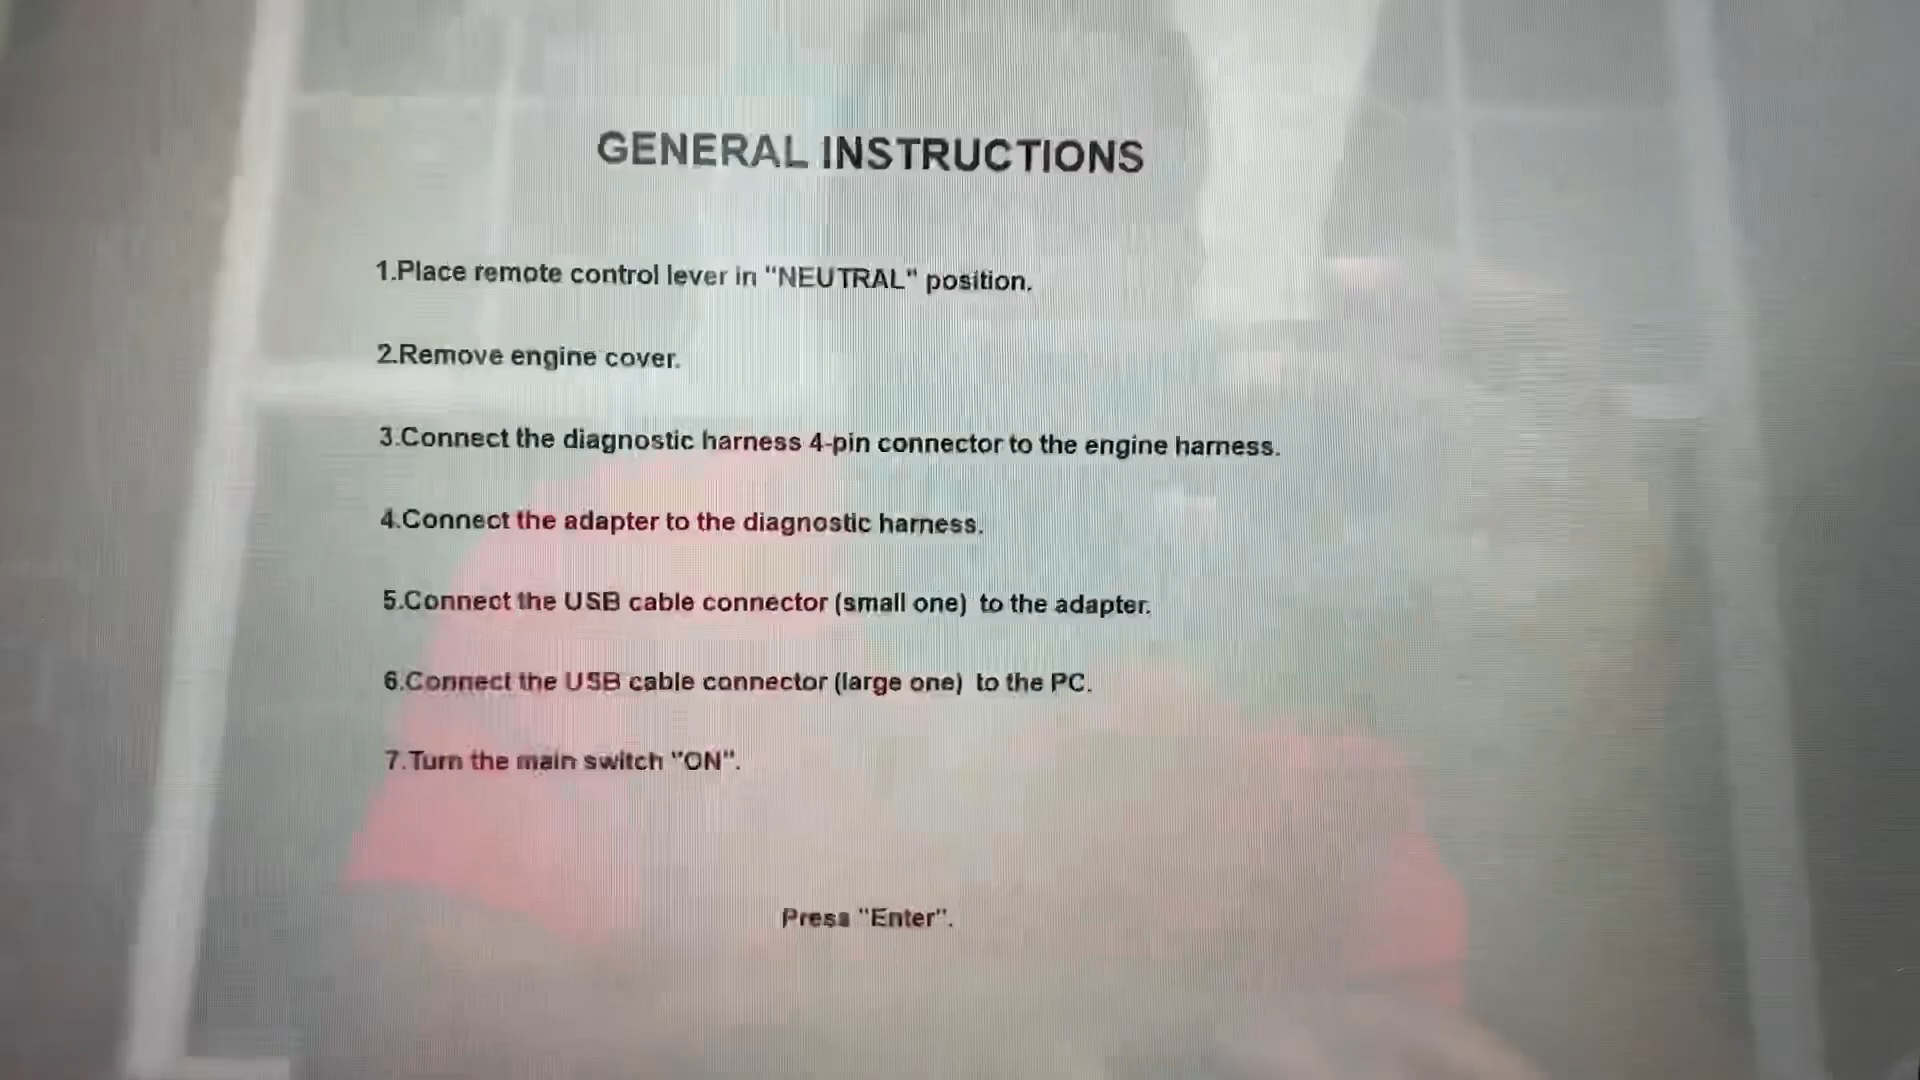 GENERAL INSTRUCTIONS
1.Place remote control lever in "NEUTRAL" position.
2.Remove engine cover.
3.Connect the diagnostic harness 4-pin connector to the engine harness.
4.Connect the adapter to the diagnostic harness.
5.Connect the USB cable connector (small one) to the adapter.
6.Connect the USB cable connector (large one) to the PC.
7.Turn the main switch "ON".
Press "Enter".